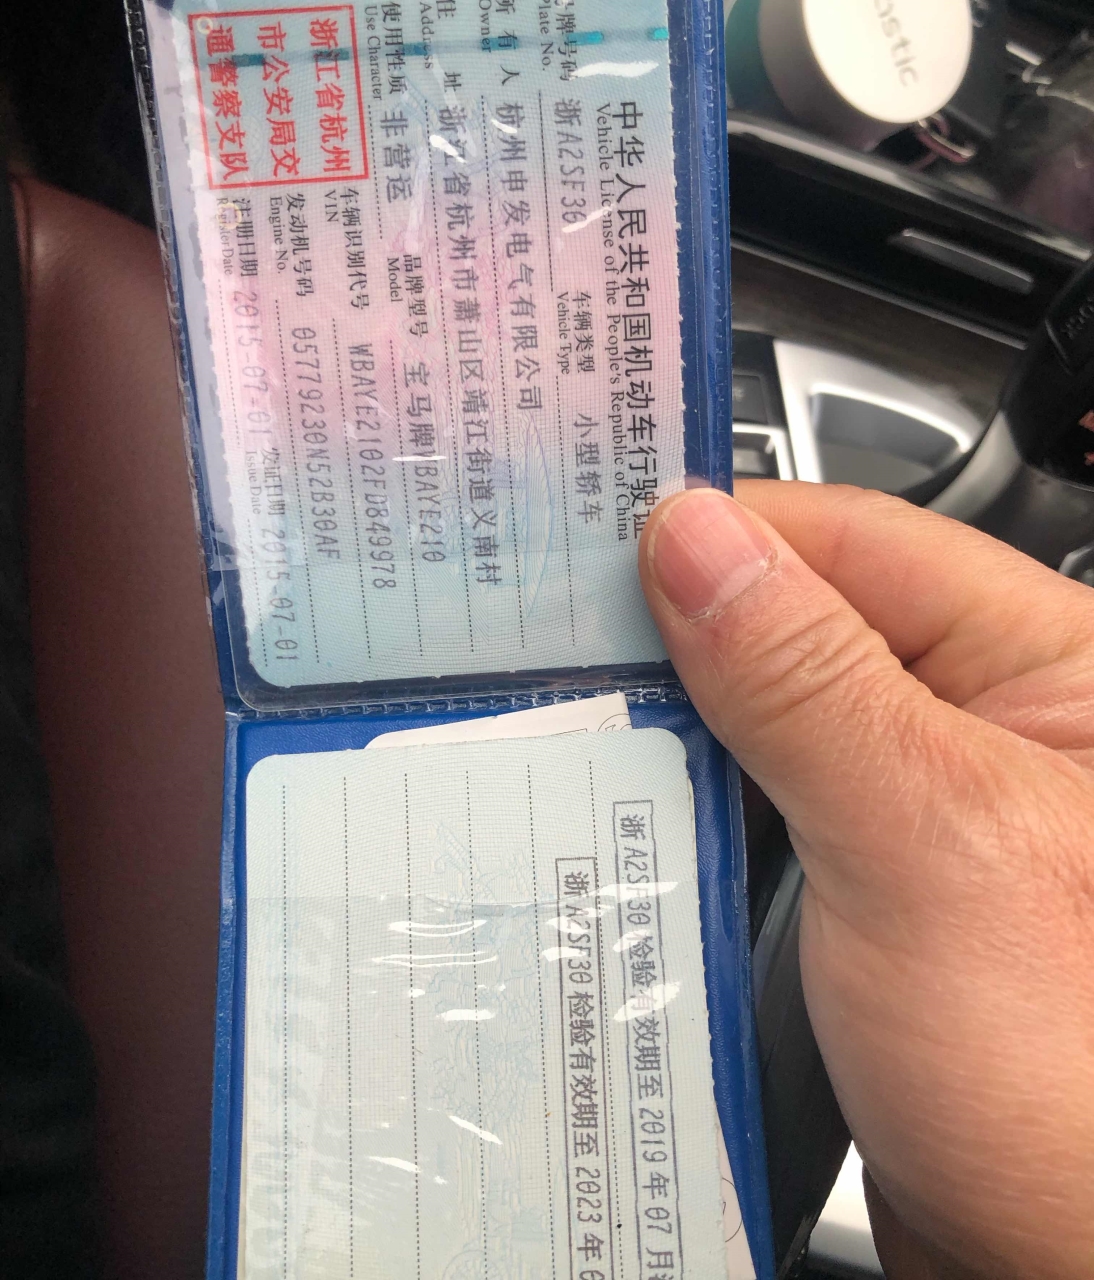 中华人民共和国机动车行驶证
Vehicle License of the People's Republic of China
号牌号码 浙A2SF30 车辆类型 小型轿车
Plate No. Vehicle Type
所有人 杭州申发电气有限公司
Owner
住址 浙江省杭州市萧山区靖江街道义南村
Address
使用性质 非营运 品牌型号 宝马牌WBAYE210
Use Character Model
浙江省杭州
市公安局交
通警察支队
车辆识别代号 WBAYE2102FDB49978
VIN
发动机号码 05779230N52B30AF
Engine No.
注册日期 2015-07-01 发证日期 2015-07-01
Register Date Issue Date
浙A2SF30检验有效期至2019年07月
浙A2SF30检验有效期至2023年
astic